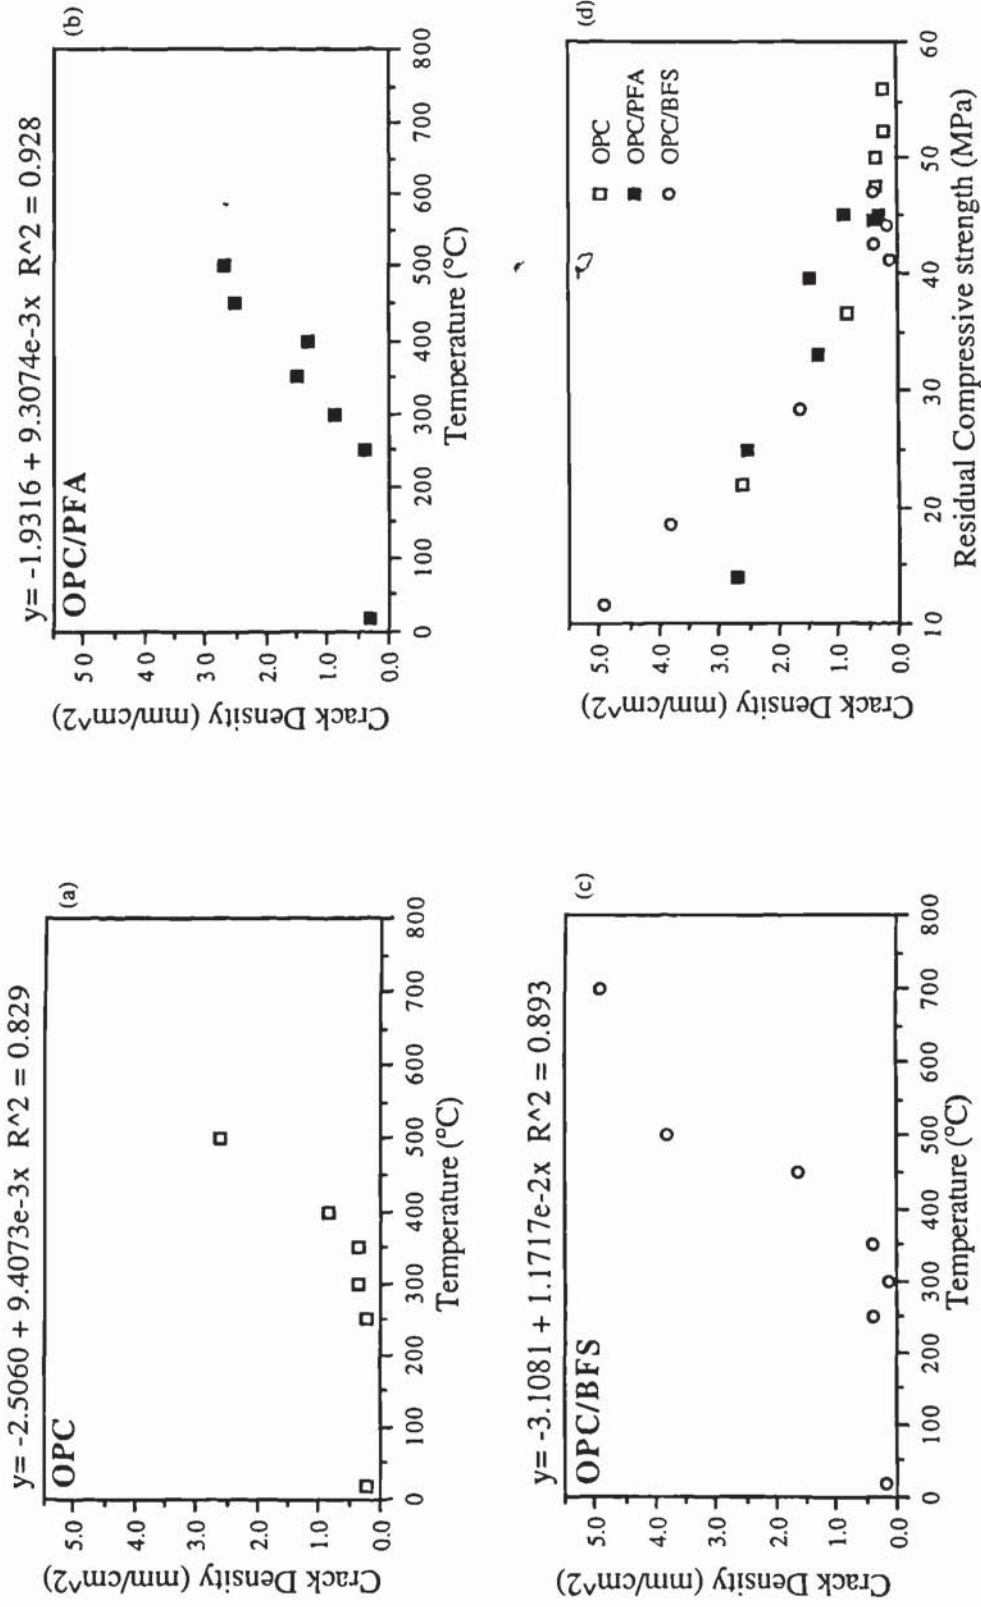 y= -2.5060 + 9.4073e-3x R^2 = 0.829
(a)
OPC
5.0
4.0
3.0
2.0
1.0
0.0
Crack Density (mm/cm^2)
0 100 200 300 400 500 600 700 800
Temperature (°C)
y= -1.9316 + 9.3074e-3x R^2 = 0.928
(b)
OPC/PFA
5.0
4.0
3.0
2.0
1.0
0.0
Crack Density (mm/cm^2)
0 100 200 300 400 500 600 700 800
Temperature (°C)
y= -3.1081 + 1.1717e-2x R^2 = 0.893
(c)
OPC/BFS
5.0
4.0
3.0
2.0
1.0
0.0
Crack Density (mm/cm^2)
0 100 200 300 400 500 600 700 800
Temperature (°C)
(d)
OPC
OPC/PFA
OPC/BFS
5.0
4.0
3.0
2.0
1.0
0.0
Crack Density (mm/cm^2)
10 20 30 40 50 60
Residual Compressive strength (MPa)